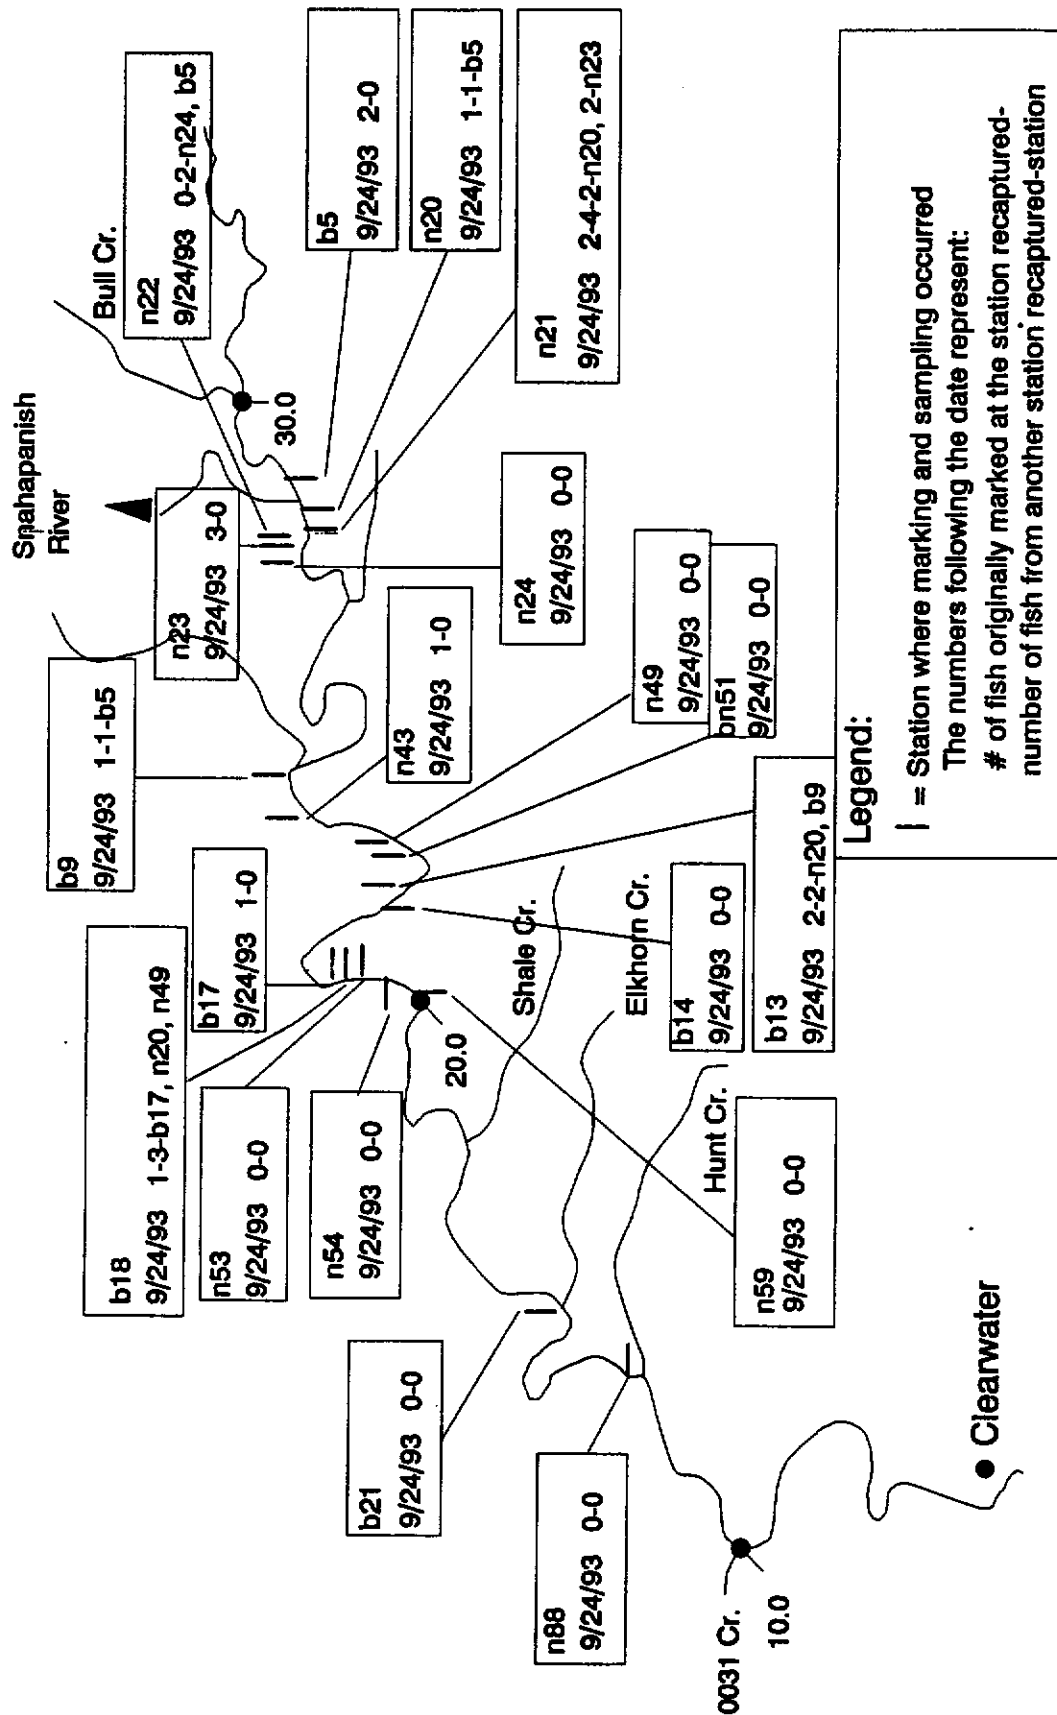 Snahapanish
River
Bull Cr.
n22
9/24/93 0-2-n24, b5
b5
9/24/93 2-0
n20
9/24/93 1-1-b5
n21
9/24/93 2-4-2-n20, 2-n23
30.0
n23
9/24/93 3-0
n24
9/24/93 0-0
b9
9/24/93 1-1-b5
n43
9/24/93 1-0
n49
9/24/93 0-0
bn51
9/24/93 0-0
b17
9/24/93 1-0
b18
9/24/93 1-3-b17, n20, n49
n53
9/24/93 0-0
n54
9/24/93 0-0
20.0
Shale Cr.
Elkhorn Cr.
b14
9/24/93 0-0
b13
9/24/93 2-2-n20, b9
Hunt Cr.
n59
9/24/93 0-0
b21
9/24/93 0-0
n88
9/24/93 0-0
0031 Cr.
10.0
Clearwater
Legend:
| = Station where marking and sampling occurred
The numbers following the date represent:
# of fish originally marked at the station recaptured-
number of fish from another station recaptured-station